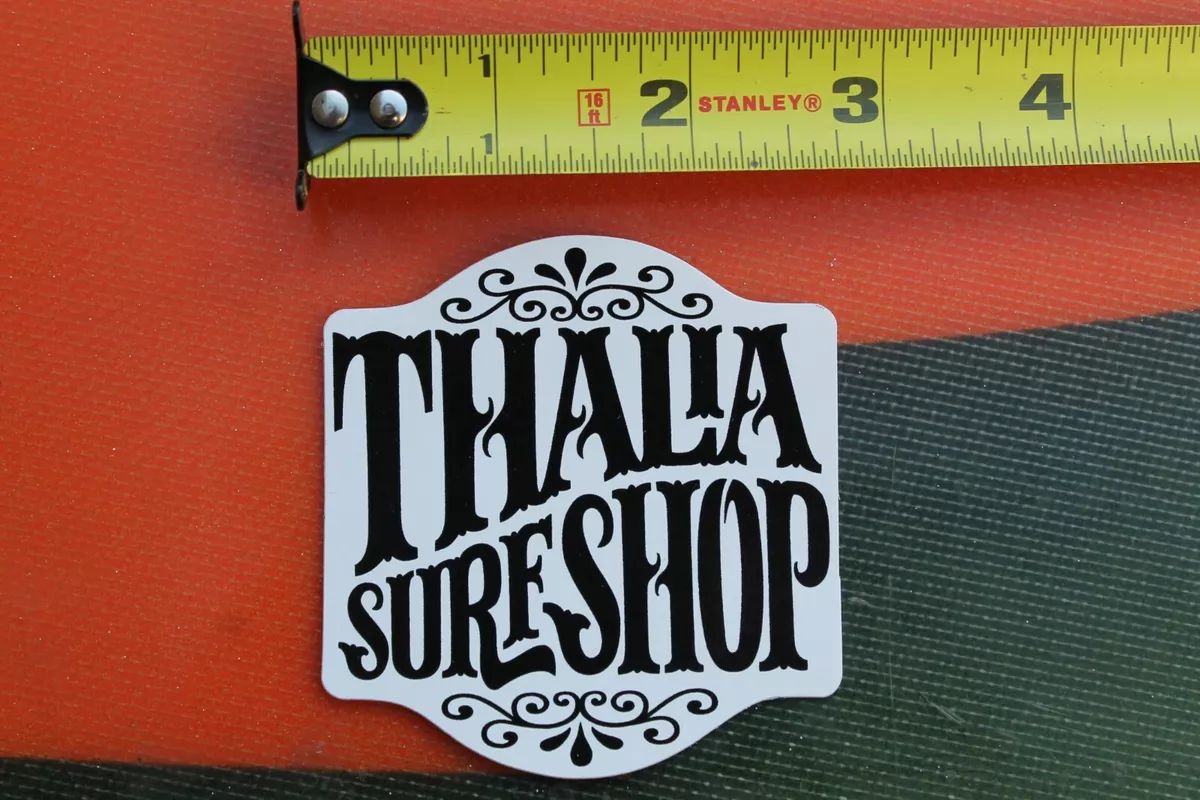 1 16 ft 2 STANLEY® 3 4
1
THALIA
SURF SHOP